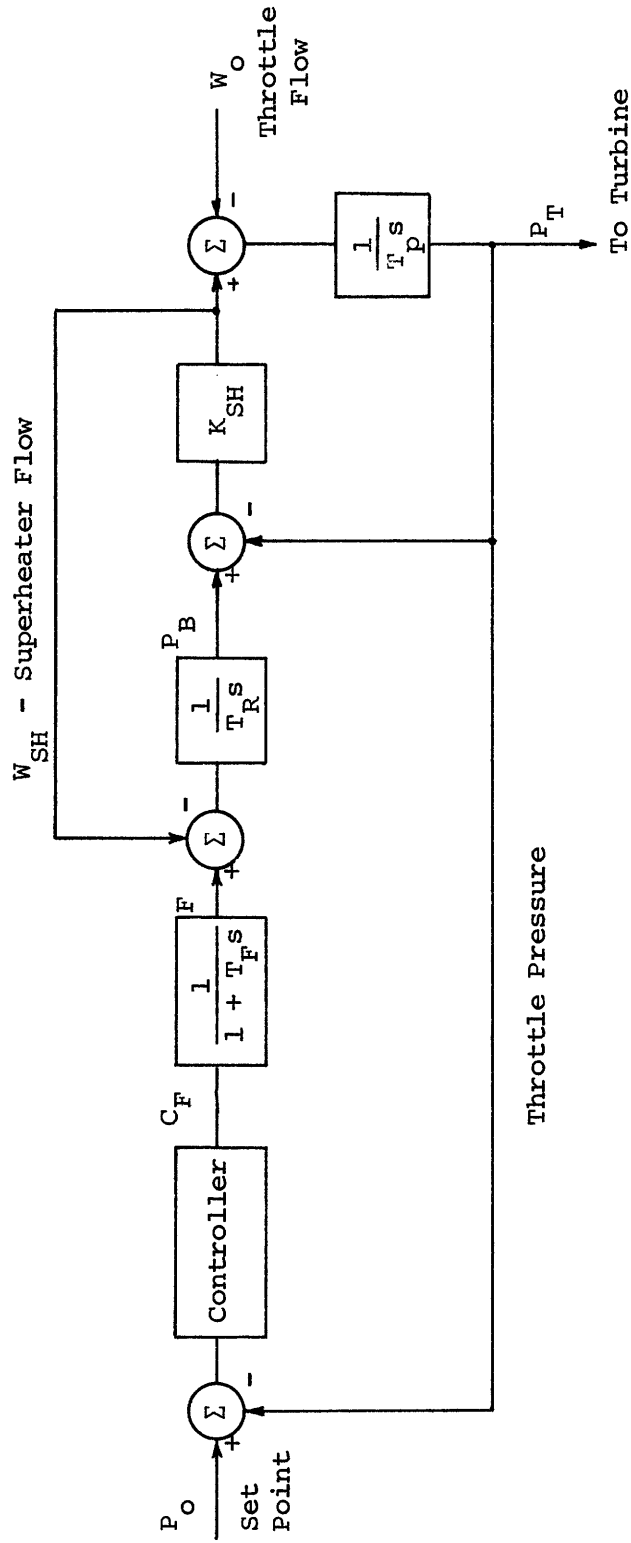 W_SH - Superheater Flow
P_o
Set
Point
+
Σ
-
Controller
C_F
1
1 + T_F s
F
+
Σ
-
1
T_R s
P_B
+
Σ
-
K_SH
+
Σ
-
W_o
Throttle
Flow
1
T_p s
P_T
To Turbine
Throttle Pressure